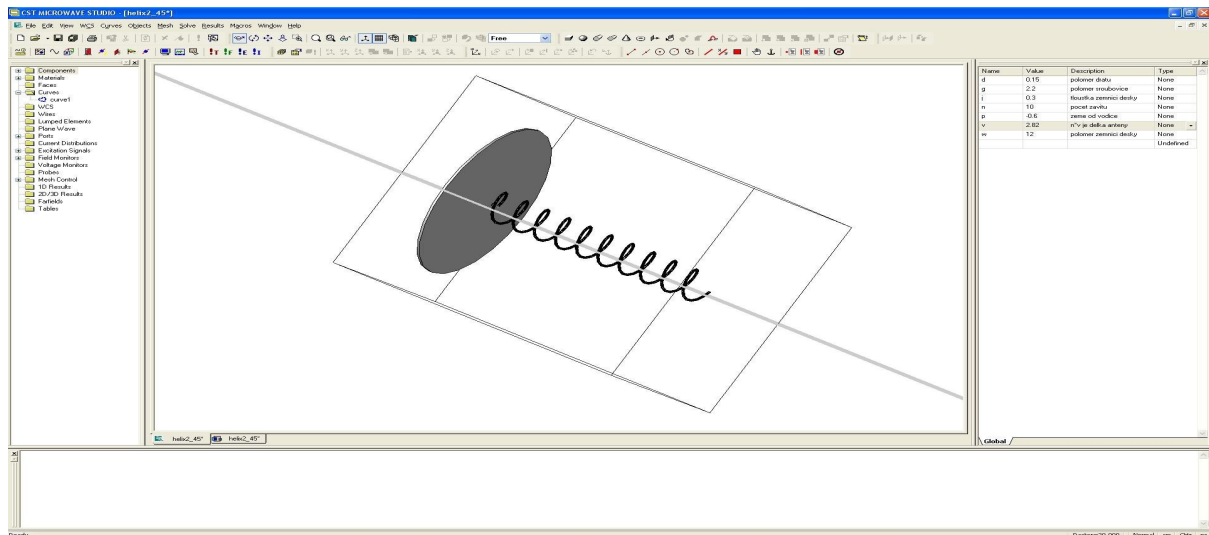 CST MICROWAVE STUDIO - [helix2_45*]
File Edit View WCS Curves Objects Mesh Solve Results Macros Window Help
Free
Components
Materials
Faces
Curves
curve1
WCS
Wires
Lumped Elements
Plane Wave
Ports
Current Distributions
Excitation Signals
Field Monitors
Voltage Monitors
Probes
Mesh Control
1D Results
2D/3D Results
Farfields
Tables
Name Value Description Type
d 0.15 polomer dratu None
g 2.2 polomer sroubovice None
j 0.3 tloustka zemnici desky None
n 10 pocet zavitu None
p -0.6 zeme od vodice None
v 2.82 n*v je delka anteny None
w 12 polomer zemnici desky None
Undefined
helix2_45* helix2_45*
Global